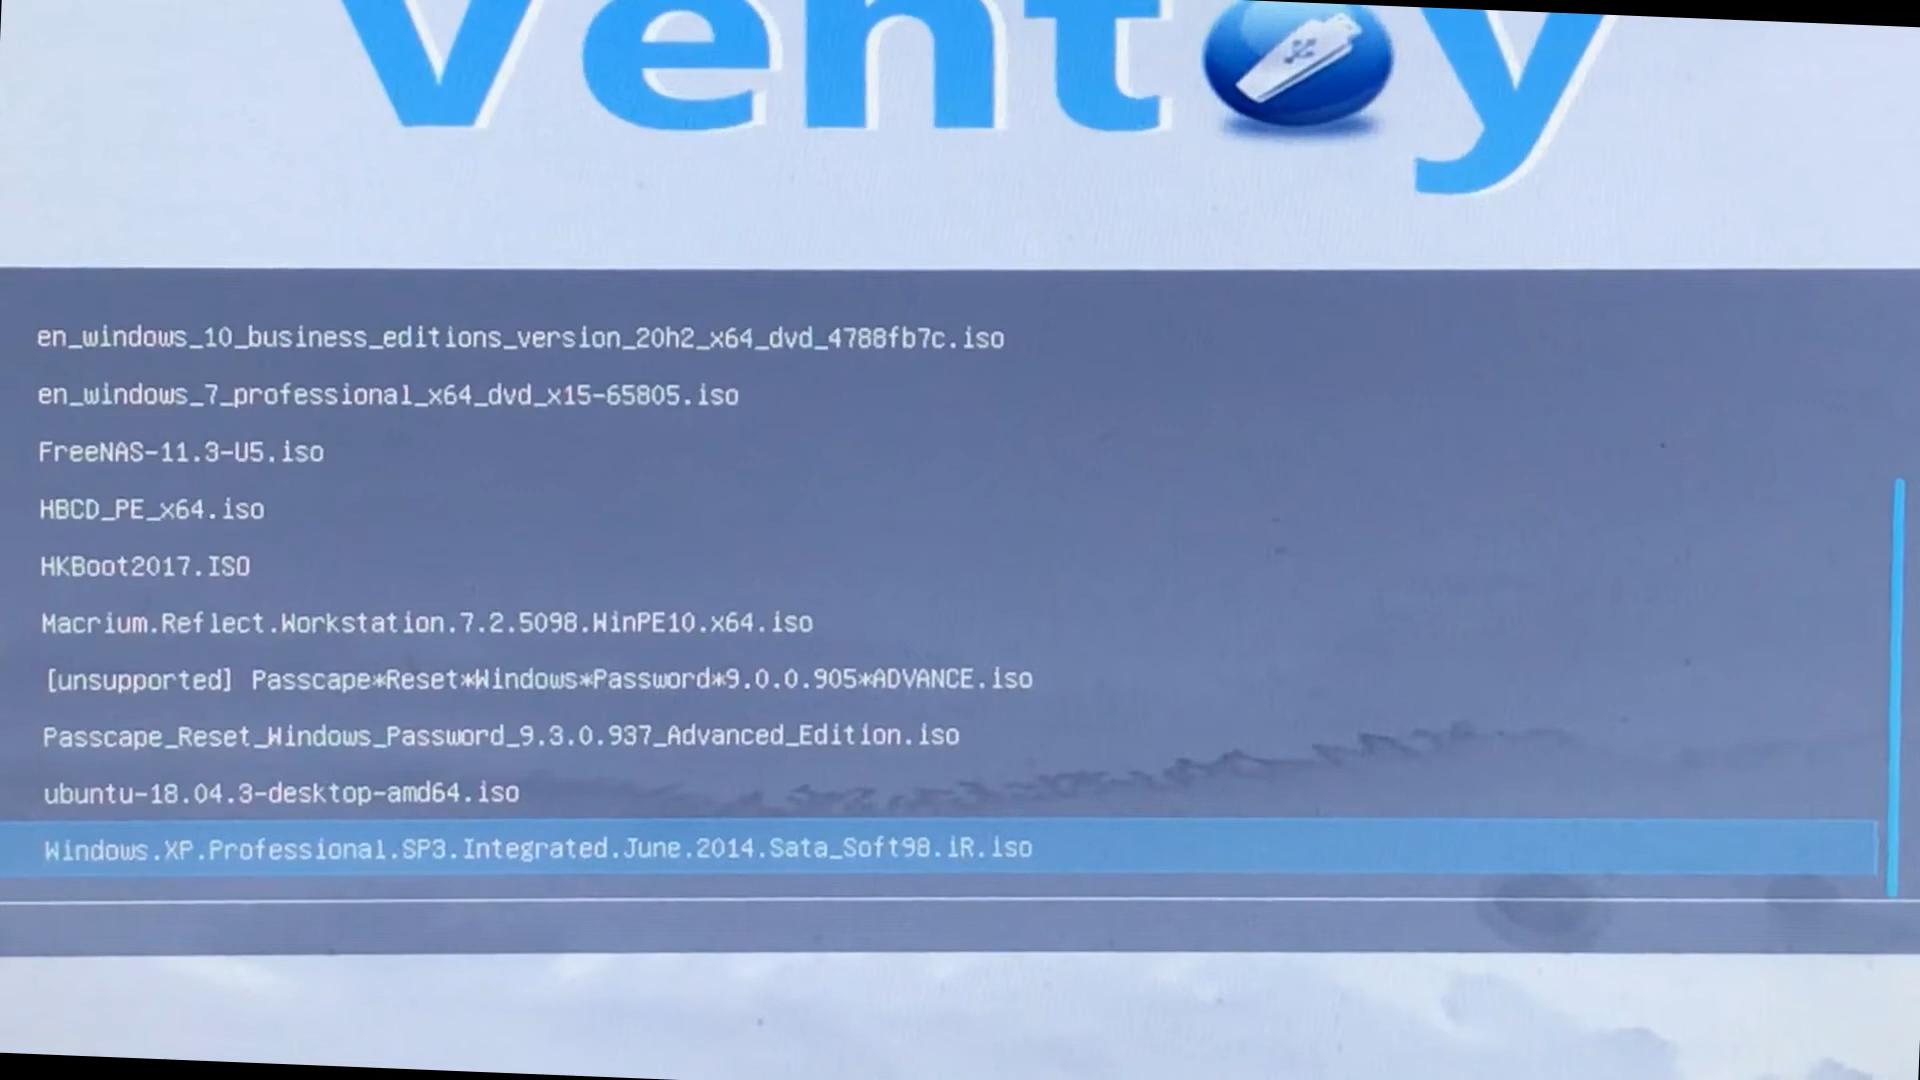 Ventoy
en_windows_10_business_editions_version_20h2_x64_dvd_4788fb7c.iso
en_windows_7_professional_x64_dvd_x15-65805.iso
FreeNAS-11.3-U5.iso
HBCD_PE_x64.iso
HKBoot2017.ISO
Macrium.Reflect.Workstation.7.2.5098.WinPE10.x64.iso
[unsupported] Passcape*Reset*Windows*Password*9.0.0.905*ADVANCE.iso
Passcape_Reset_Windows_Password_9.3.0.937_Advanced_Edition.iso
ubuntu-18.04.3-desktop-amd64.iso
Windows.XP.Professional.SP3.Integrated.June.2014.Sata_Soft98.iR.iso